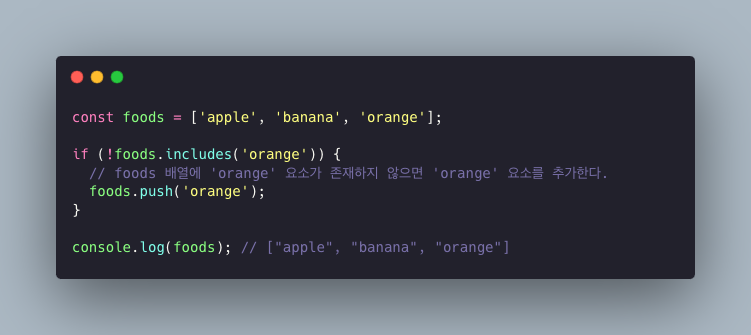 const foods = ['apple', 'banana', 'orange'];
if (!foods.includes('orange')) {
// foods 배열에 'orange' 요소가 존재하지 않으면 'orange' 요소를 추가한다.
foods.push('orange');
}
console.log(foods); // ["apple", "banana", "orange"]